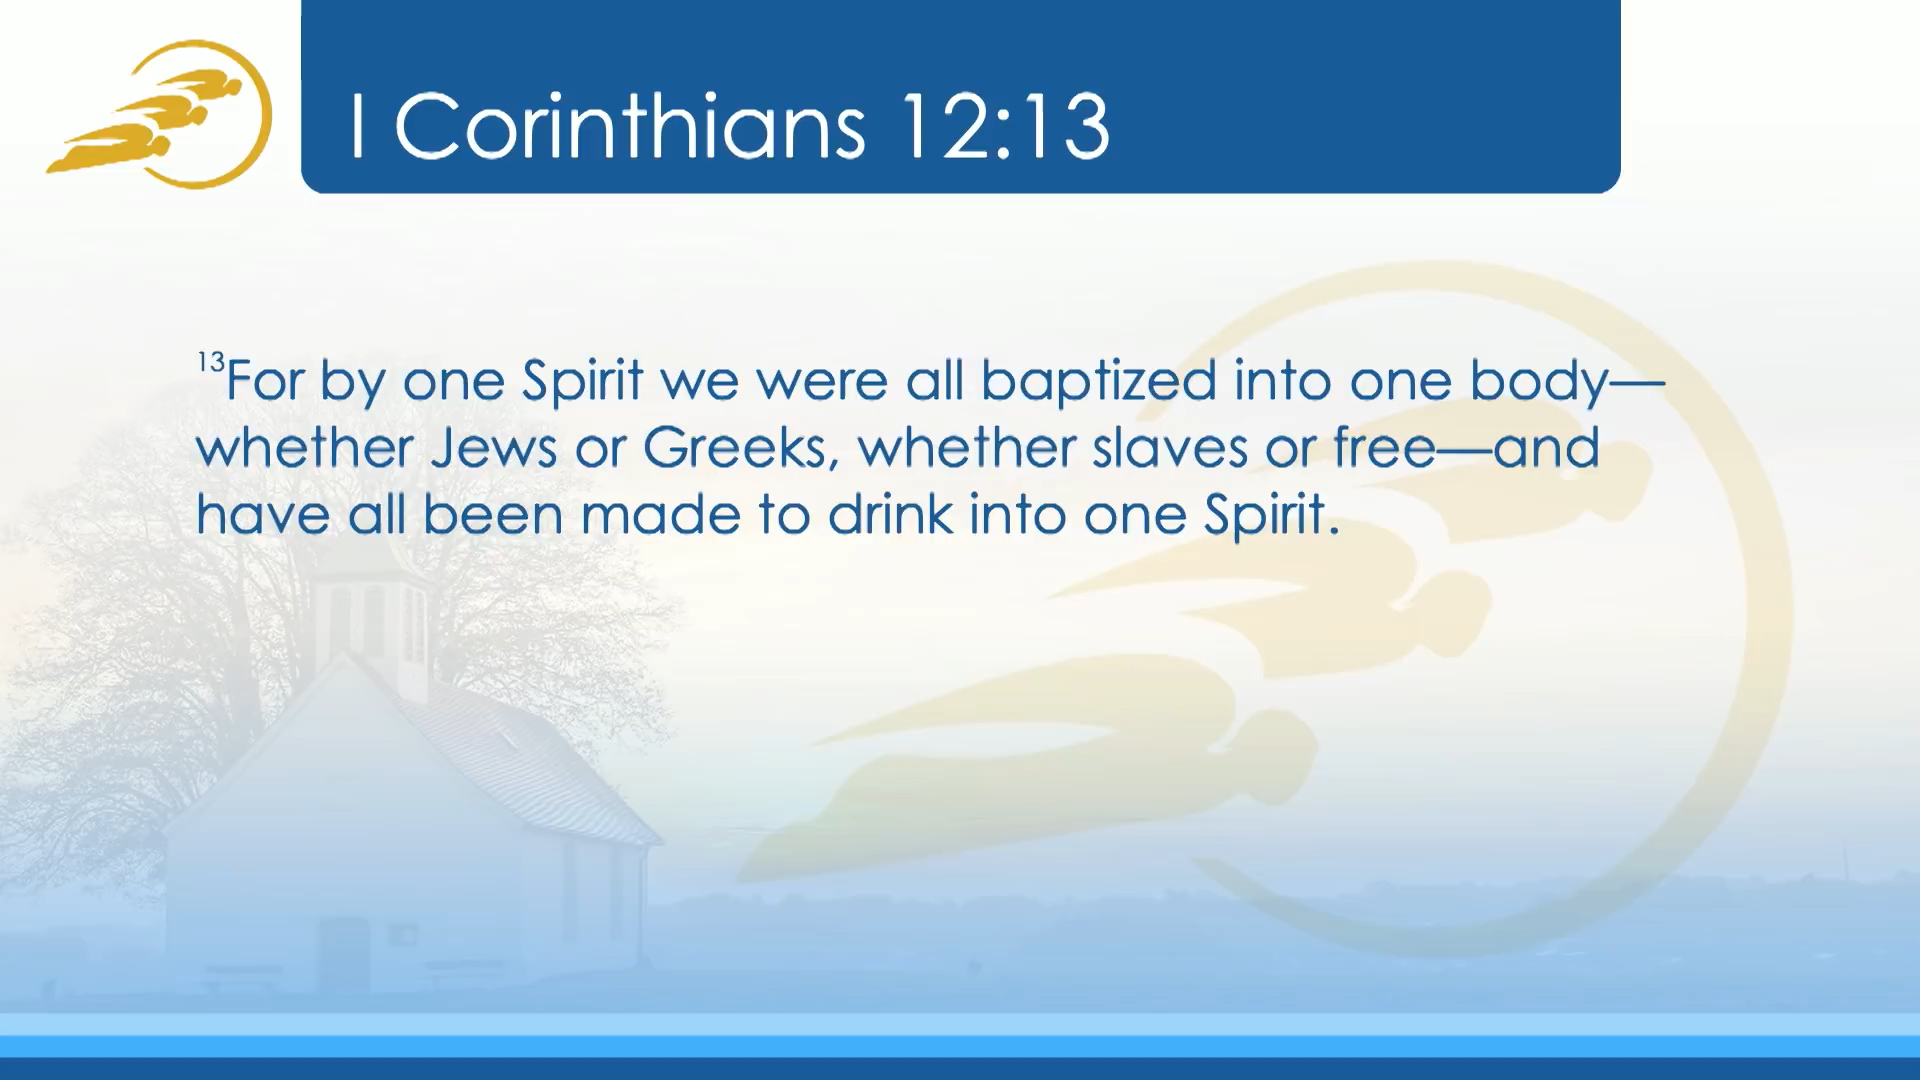 I Corinthians 12:13
13For by one Spirit we were all baptized into one body—
whether Jews or Greeks, whether slaves or free—and
have all been made to drink into one Spirit.